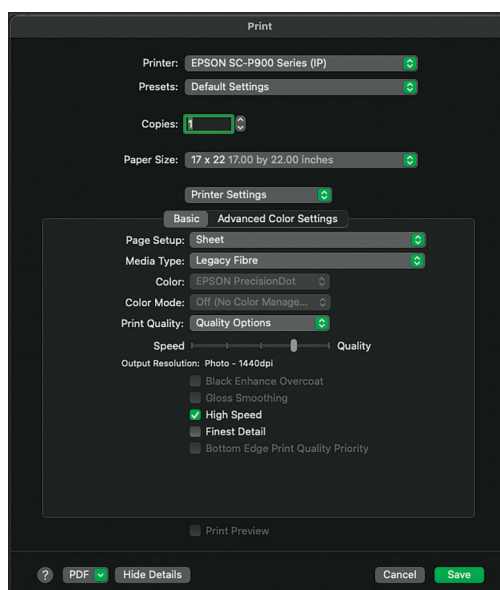 Print
Printer: EPSON SC-P900 Series (IP)
Presets: Default Settings
Copies: 1
Paper Size: 17 x 22 17.00 by 22.00 inches
Printer Settings
Basic Advanced Color Settings
Page Setup: Sheet
Media Type: Legacy Fibre
Color: EPSON PrecisionDot
Color Mode: Off (No Color Manage...
Print Quality: Quality Options
Speed Quality
Output Resolution: Photo - 1440dpi
Black Enhance Overcoat
Gloss Smoothing
High Speed
Finest Detail
Bottom Edge Print Quality Priority
Print Preview
? PDF Hide Details Cancel Save